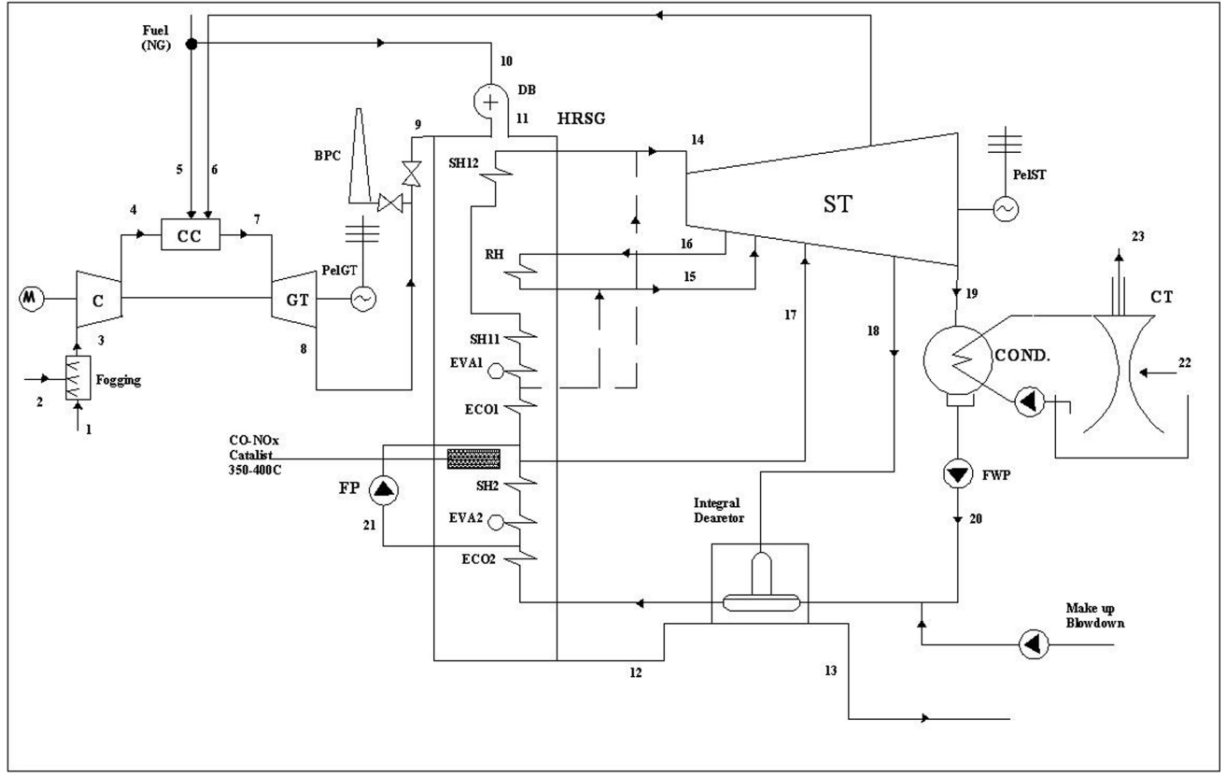 Fuel
(NG)
10
DB
11
HRSG
9
BPC
14
SH12
PelST
5
6
ST
4
CC
7
16
23
RH
PelGT
15
19
CT
M
C
GT
17
18
3
8
SH11
COND.
22
EVA1
Fogging
2
1
ECO1
CO-NOx
Catalist
350-400C
SH2
FWP
FP
Integral
Dearetor
21
EVA2
20
ECO2
Make up
Blowdown
12
13